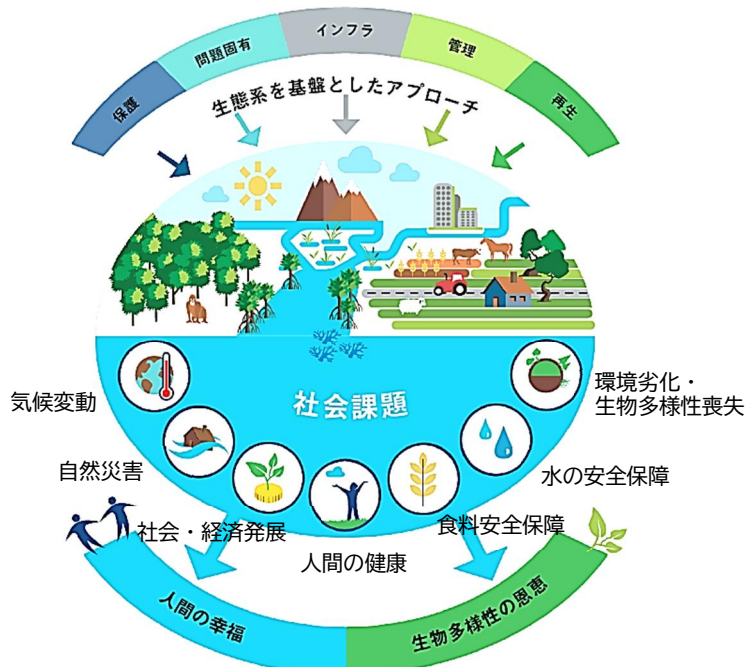 保護
問題固有
インフラ
管理
再生
生態系を基盤としたアプローチ
社会課題
気候変動
自然災害
社会・経済発展
人間の健康
食料安全保障
水の安全保障
環境劣化・
生物多様性喪失
人間の幸福
生物多様性の恩恵